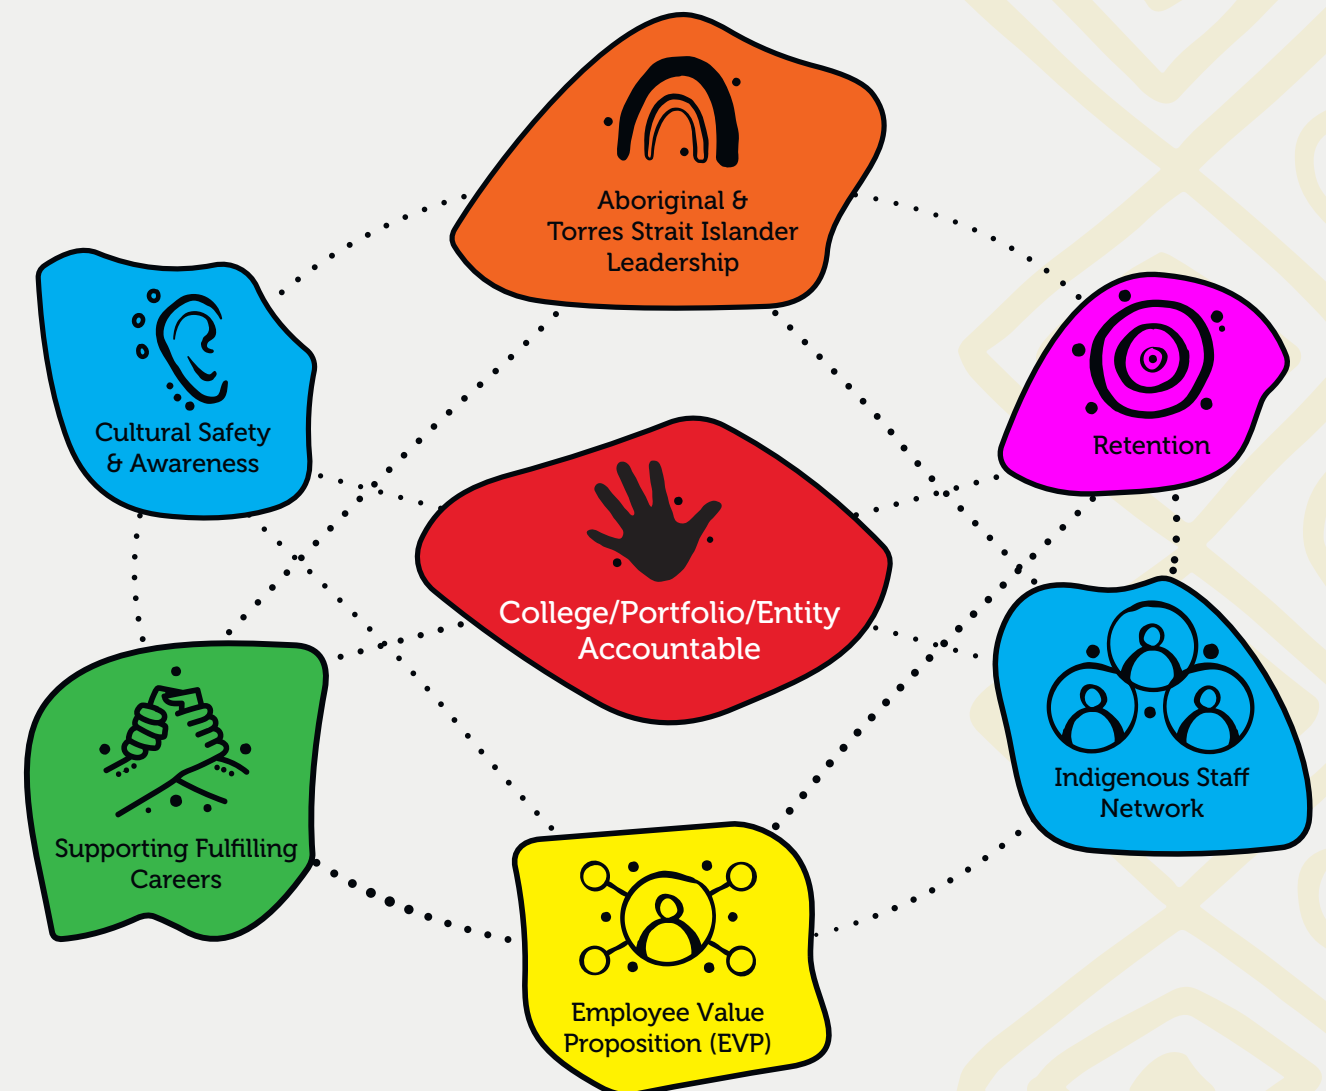 Aboriginal &
Torres Strait Islander
Leadership
Cultural Safety
& Awareness
Retention
College/Portfolio/Entity
Accountable
Supporting Fulfilling
Careers
Indigenous Staff
Network
Employee Value
Proposition (EVP)